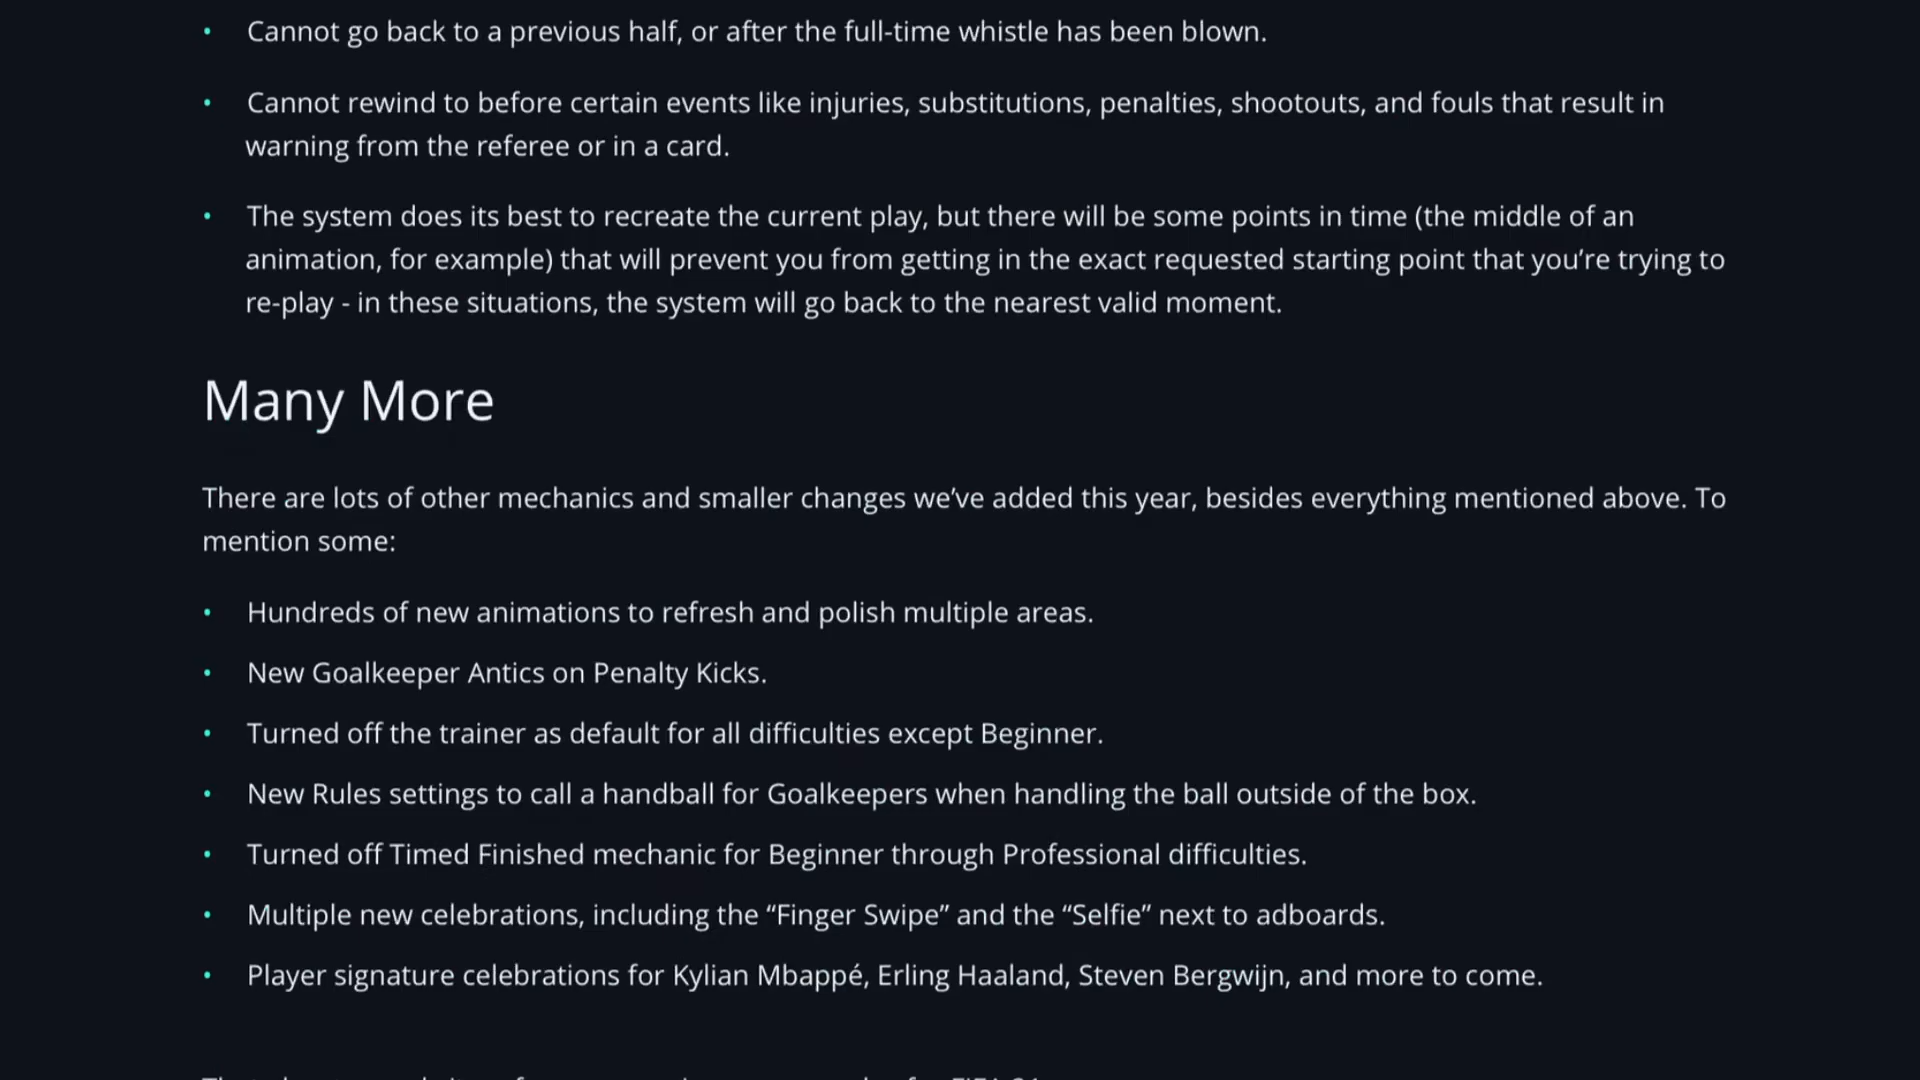 • Cannot go back to a previous half, or after the full-time whistle has been blown.
• Cannot rewind to before certain events like injuries, substitutions, penalties, shootouts, and fouls that result in
warning from the referee or in a card.
• The system does its best to recreate the current play, but there will be some points in time (the middle of an
animation, for example) that will prevent you from getting in the exact requested starting point that you’re trying to
re-play - in these situations, the system will go back to the nearest valid moment.
Many More
There are lots of other mechanics and smaller changes we’ve added this year, besides everything mentioned above. To
mention some:
• Hundreds of new animations to refresh and polish multiple areas.
• New Goalkeeper Antics on Penalty Kicks.
• Turned off the trainer as default for all difficulties except Beginner.
• New Rules settings to call a handball for Goalkeepers when handling the ball outside of the box.
• Turned off Timed Finished mechanic for Beginner through Professional difficulties.
• Multiple new celebrations, including the “Finger Swipe” and the “Selfie” next to adboards.
• Player signature celebrations for Kylian Mbappé, Erling Haaland, Steven Bergwijn, and more to come.